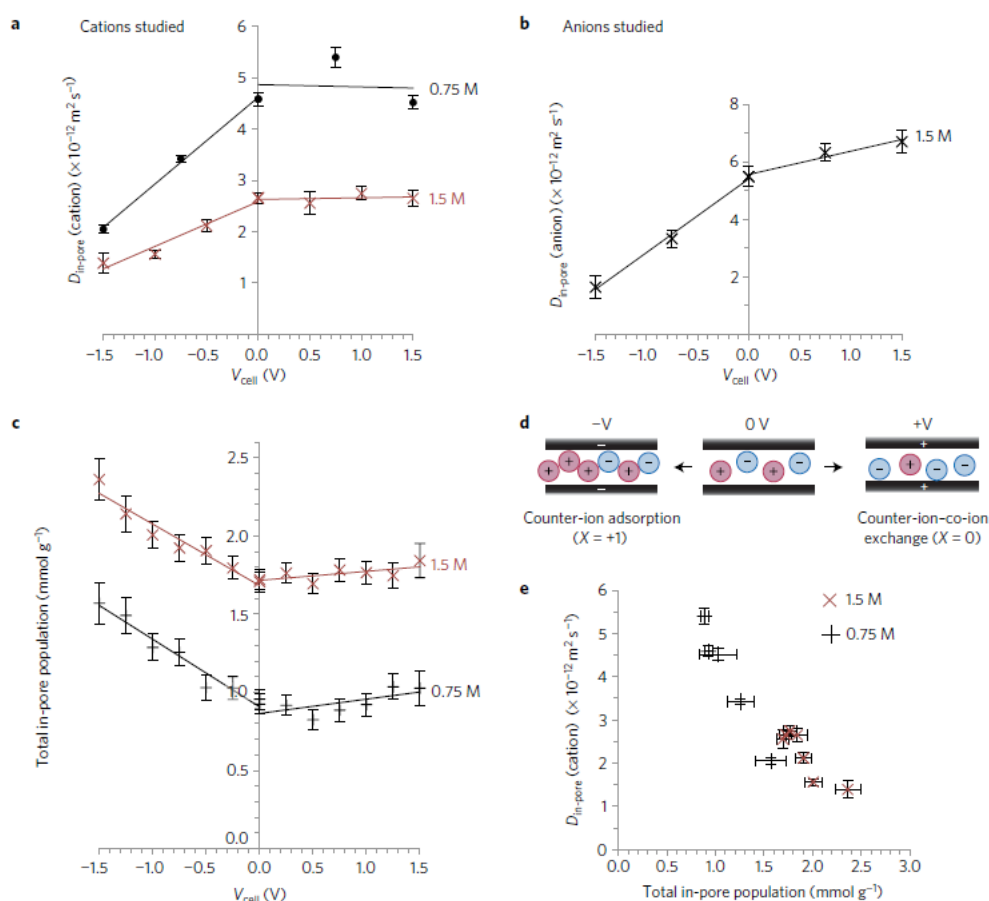 a Cations studied
D in-pore (cation) (×10⁻¹² m² s⁻¹)
6
5
4
3
2
1
0.75 M
1.5 M
−1.5 −1.0 −0.5 0.0 0.5 1.0 1.5
V cell (V)
b Anions studied
D in-pore (anion) (× 10⁻¹² m² s⁻¹)
8
6
4
2
1.5 M
−1.5 −1.0 −0.5 0.0 0.5 1.0 1.5
V cell (V)
c
Total in-pore population (mmol g⁻¹)
2.5
2.0
1.5
1.0
0.5
0.0
1.5 M
0.75 M
−1.5 −1.0 −0.5 0.0 0.5 1.0 1.5
V cell (V)
d
−V 0 V +V
− +
+ + + − + − + − + − − + − −
− +
Counter-ion adsorption
(X = +1)
Counter-ion–co-ion
exchange (X = 0)
e
1.5 M
0.75 M
D in-pore (cation) (× 10⁻¹² m² s⁻¹)
6
5
4
3
2
1
0
0.0 0.5 1.0 1.5 2.0 2.5 3.0
Total in-pore population (mmol g⁻¹)